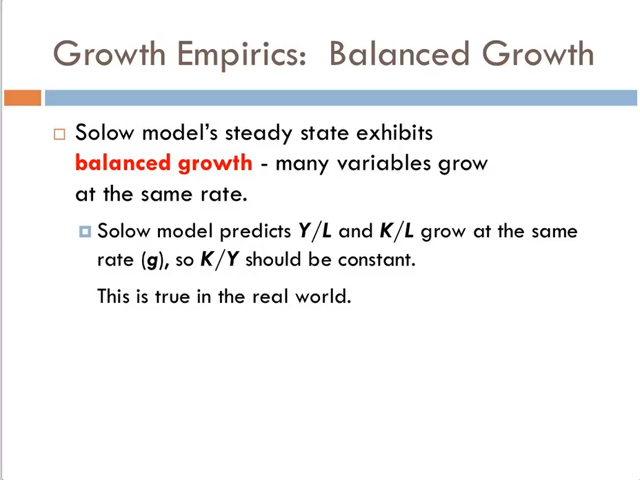 Growth Empirics:  Balanced Growth
Solow model's steady state exhibits
balanced growth - many variables grow
at the same rate.
Solow model predicts Y/L and K/L grow at the same
rate (g), so K/Y should be constant.
This is true in the real world.